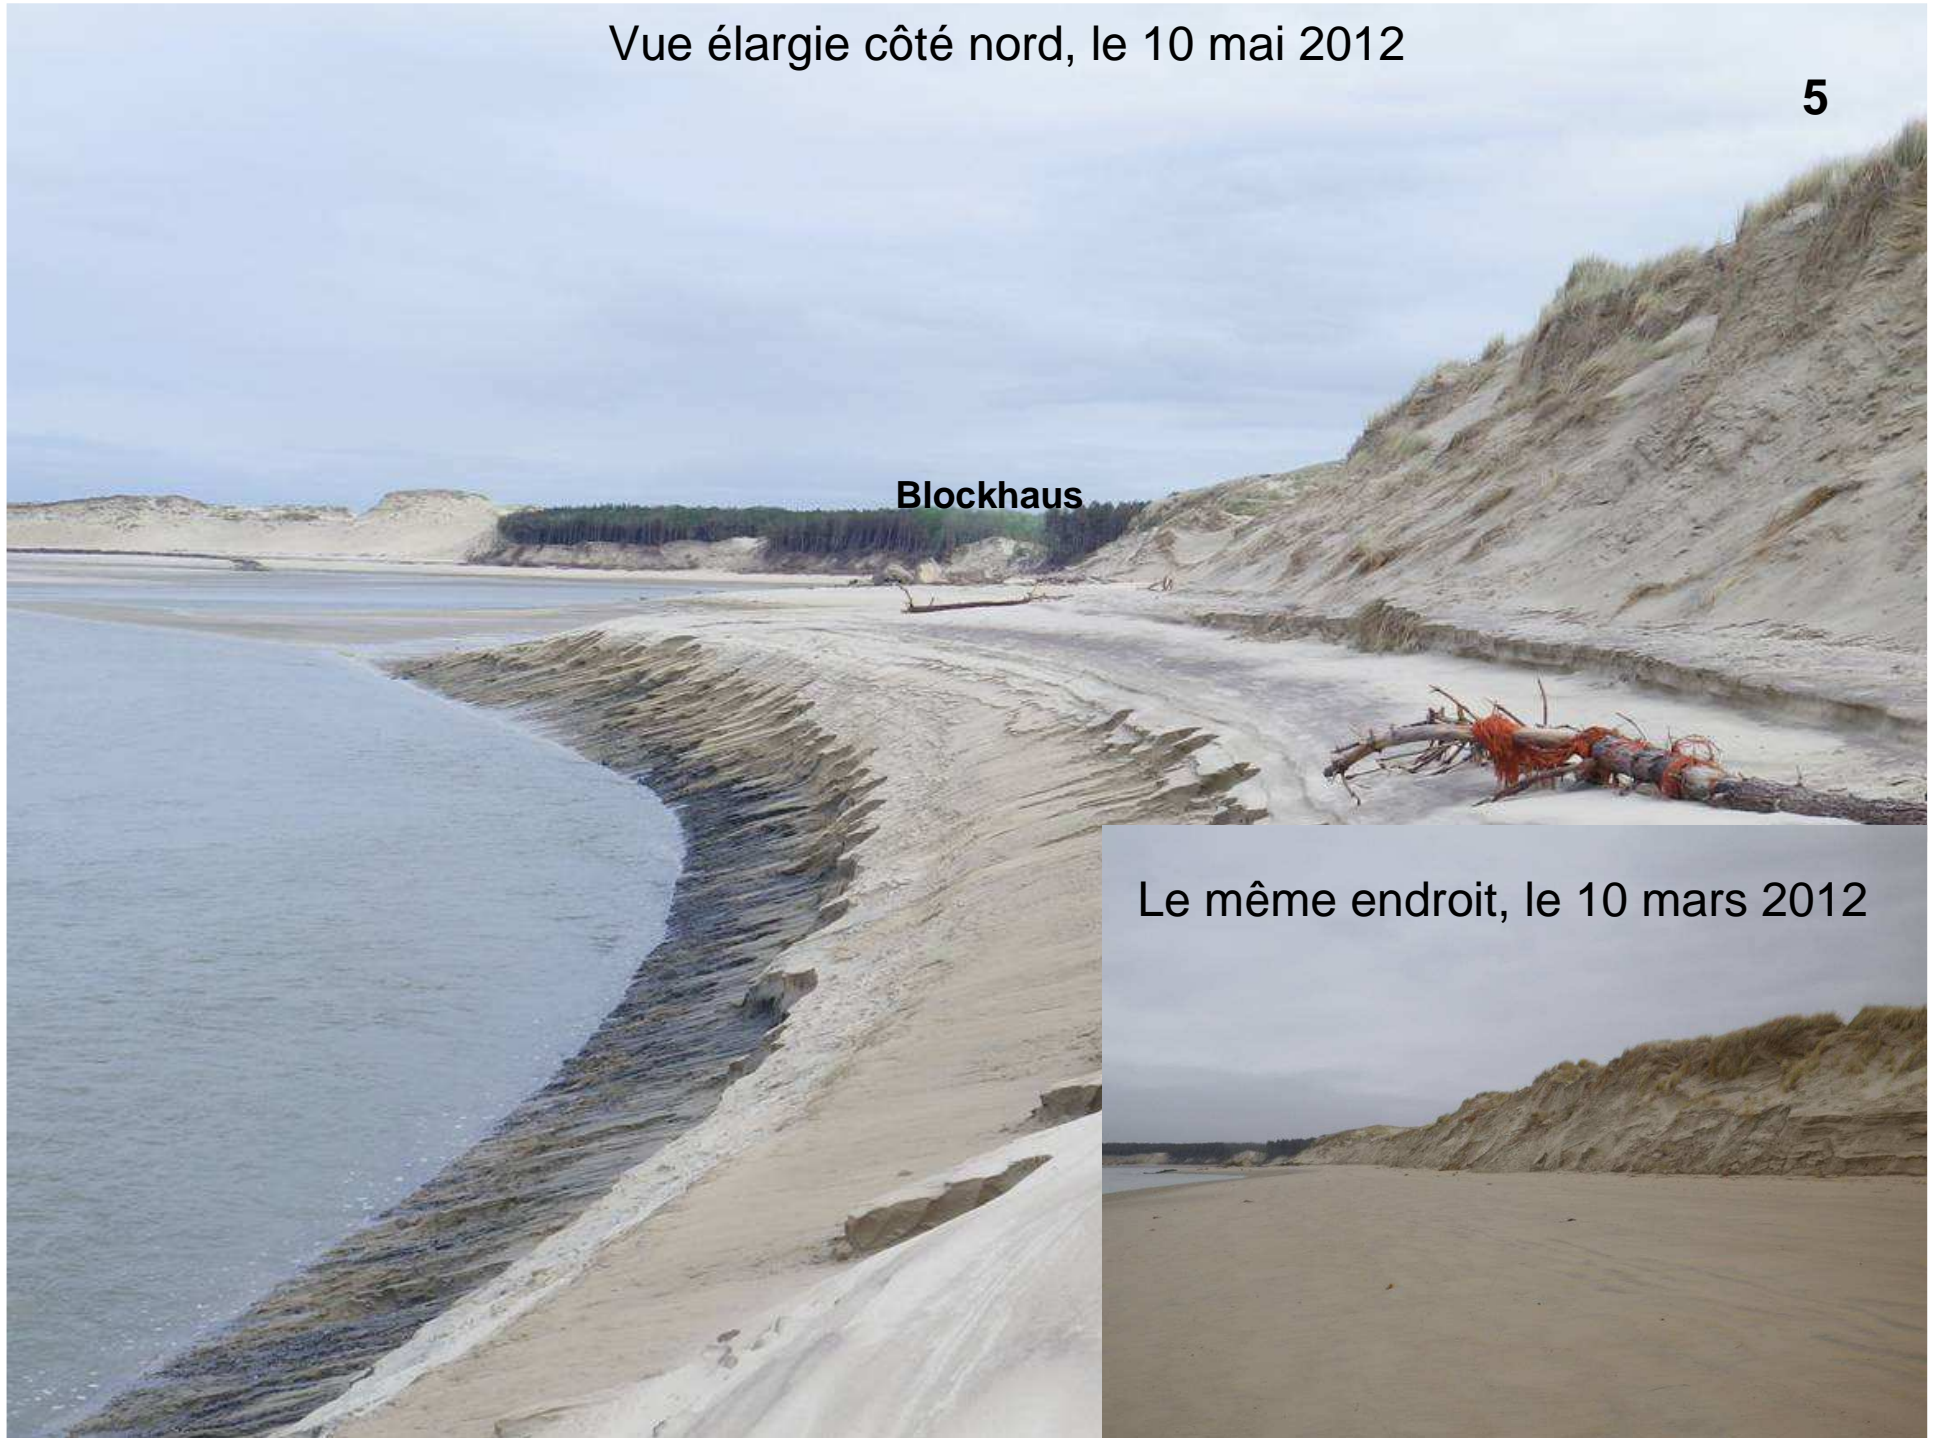 Vue élargie côté nord, le 10 mai 2012
5
Blockhaus
Le même endroit, le 10 mars 2012